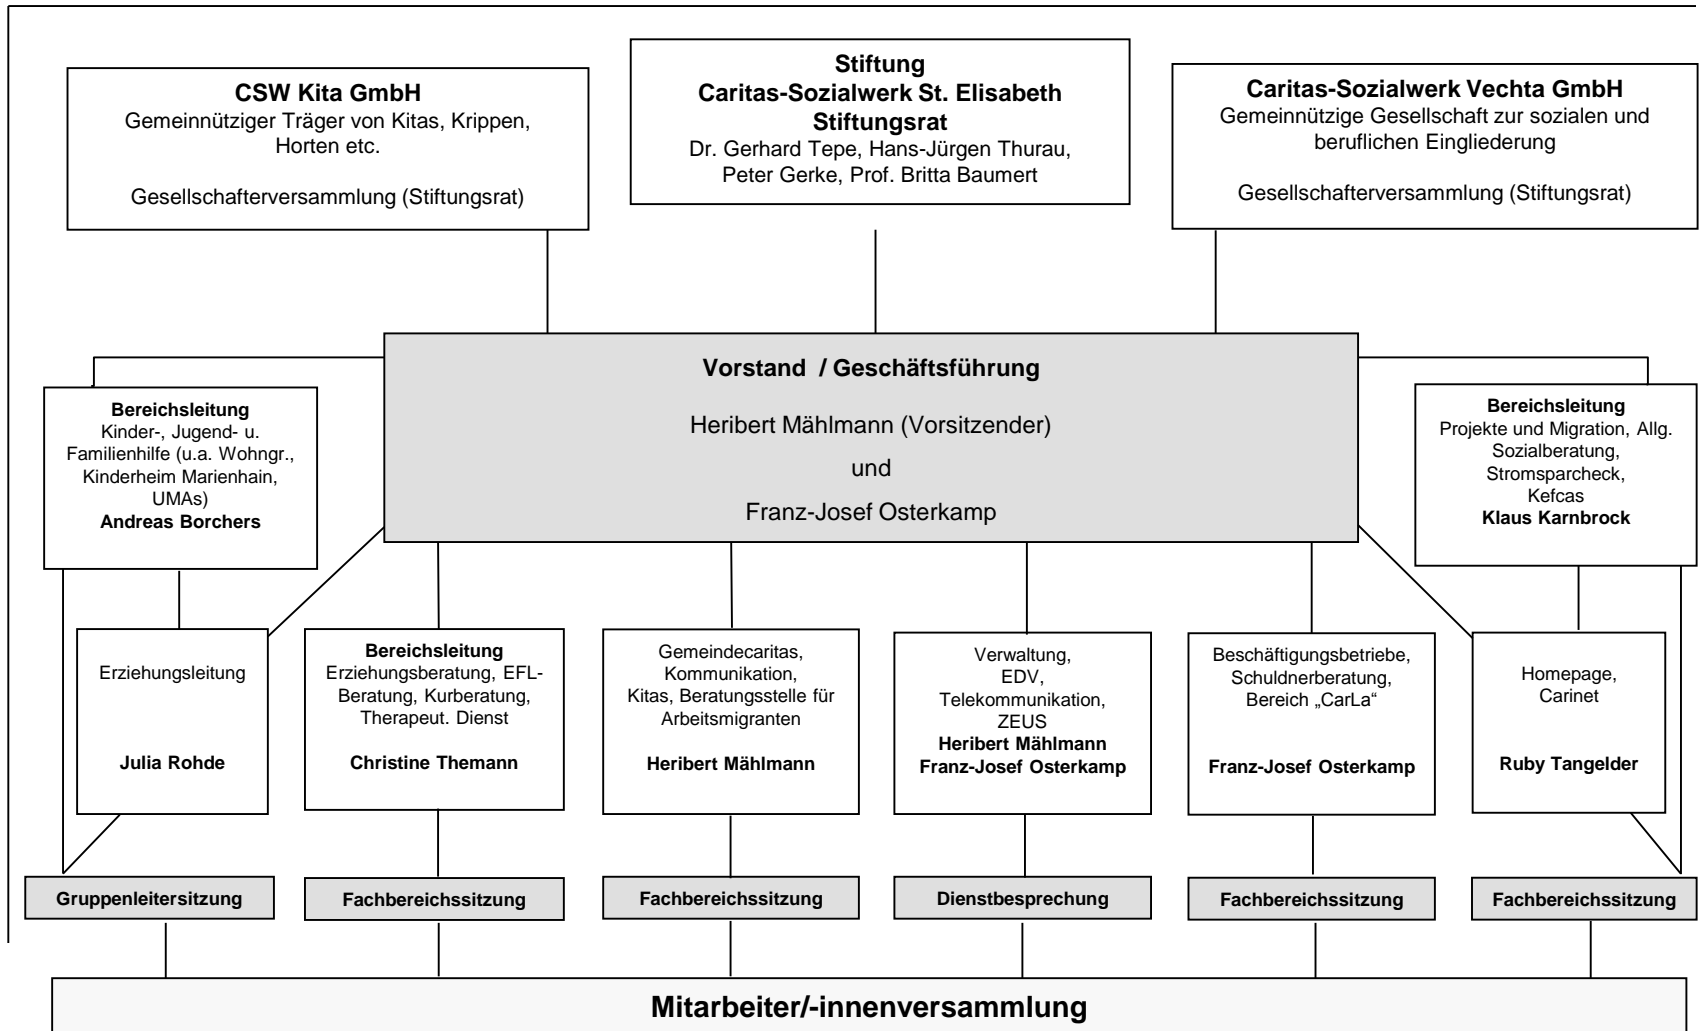 CSW Kita GmbH
Gemeinnütziger Träger von Kitas, Krippen,
Horten etc.
Gesellschafterversammlung (Stiftungsrat)
Stiftung
Caritas-Sozialwerk St. Elisabeth
Stiftungsrat
Dr. Gerhard Tepe, Hans-Jürgen Thurau,
Peter Gerke, Prof. Britta Baumert
Caritas-Sozialwerk Vechta GmbH
Gemeinnützige Gesellschaft zur sozialen und
beruflichen Eingliederung
Gesellschafterversammlung (Stiftungsrat)
Vorstand / Geschäftsführung
Heribert Mählmann (Vorsitzender)
und
Franz-Josef Osterkamp
Bereichsleitung
Kinder-, Jugend- u.
Familienhilfe (u.a. Wohngr.,
Kinderheim Marienhain,
UMAs)
Andreas Borchers
Bereichsleitung
Projekte und Migration, Allg.
Sozialberatung,
Stromsparcheck,
Kefcas
Klaus Karnbrock
Erziehungsleitung
Julia Rohde
Bereichsleitung
Erziehungsberatung, EFL-
Beratung, Kurberatung,
Therapeut. Dienst
Christine Themann
Gemeindecaritas,
Kommunikation,
Kitas, Beratungsstelle für
Arbeitsmigranten
Heribert Mählmann
Verwaltung,
EDV,
Telekommunikation,
ZEUS
Heribert Mählmann
Franz-Josef Osterkamp
Beschäftigungsbetriebe,
Schuldnerberatung,
Bereich „CarLa“
Franz-Josef Osterkamp
Homepage,
Carinet
Ruby Tangelder
Gruppenleitersitzung
Fachbereichssitzung
Fachbereichssitzung
Dienstbesprechung
Fachbereichssitzung
Fachbereichssitzung
Mitarbeiter/-innenversammlung